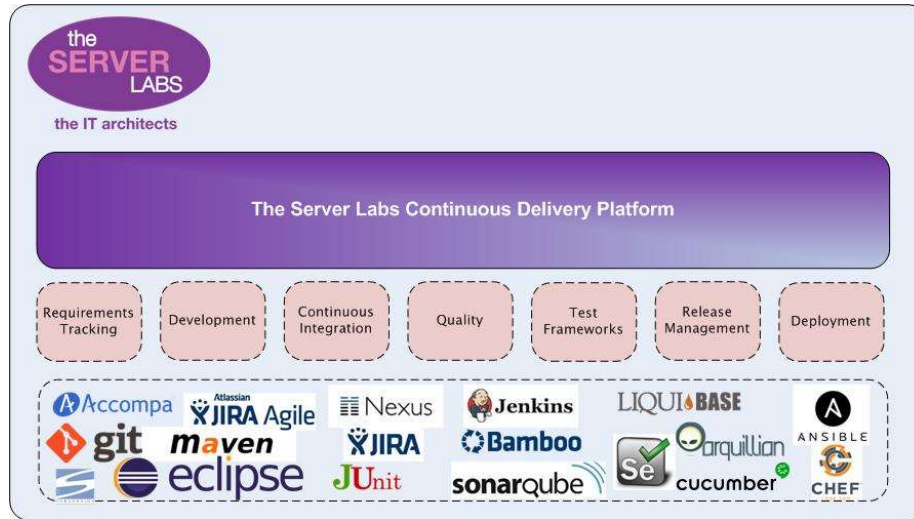 the
SERVER
LABS
the IT architects
The Server Labs Continuous Delivery Platform
Requirements
Tracking
Development
Continuous
Integration
Quality
Test
Frameworks
Release
Management
Deployment
Accompa
Atlassian
JIRA Agile
Nexus
Jenkins
LIQUIBASE
A
ANSIBLE
git
maven
JIRA
Bamboo
Se
arquillian
eclipse
JUnit
sonarqube
cucumber
CHEF